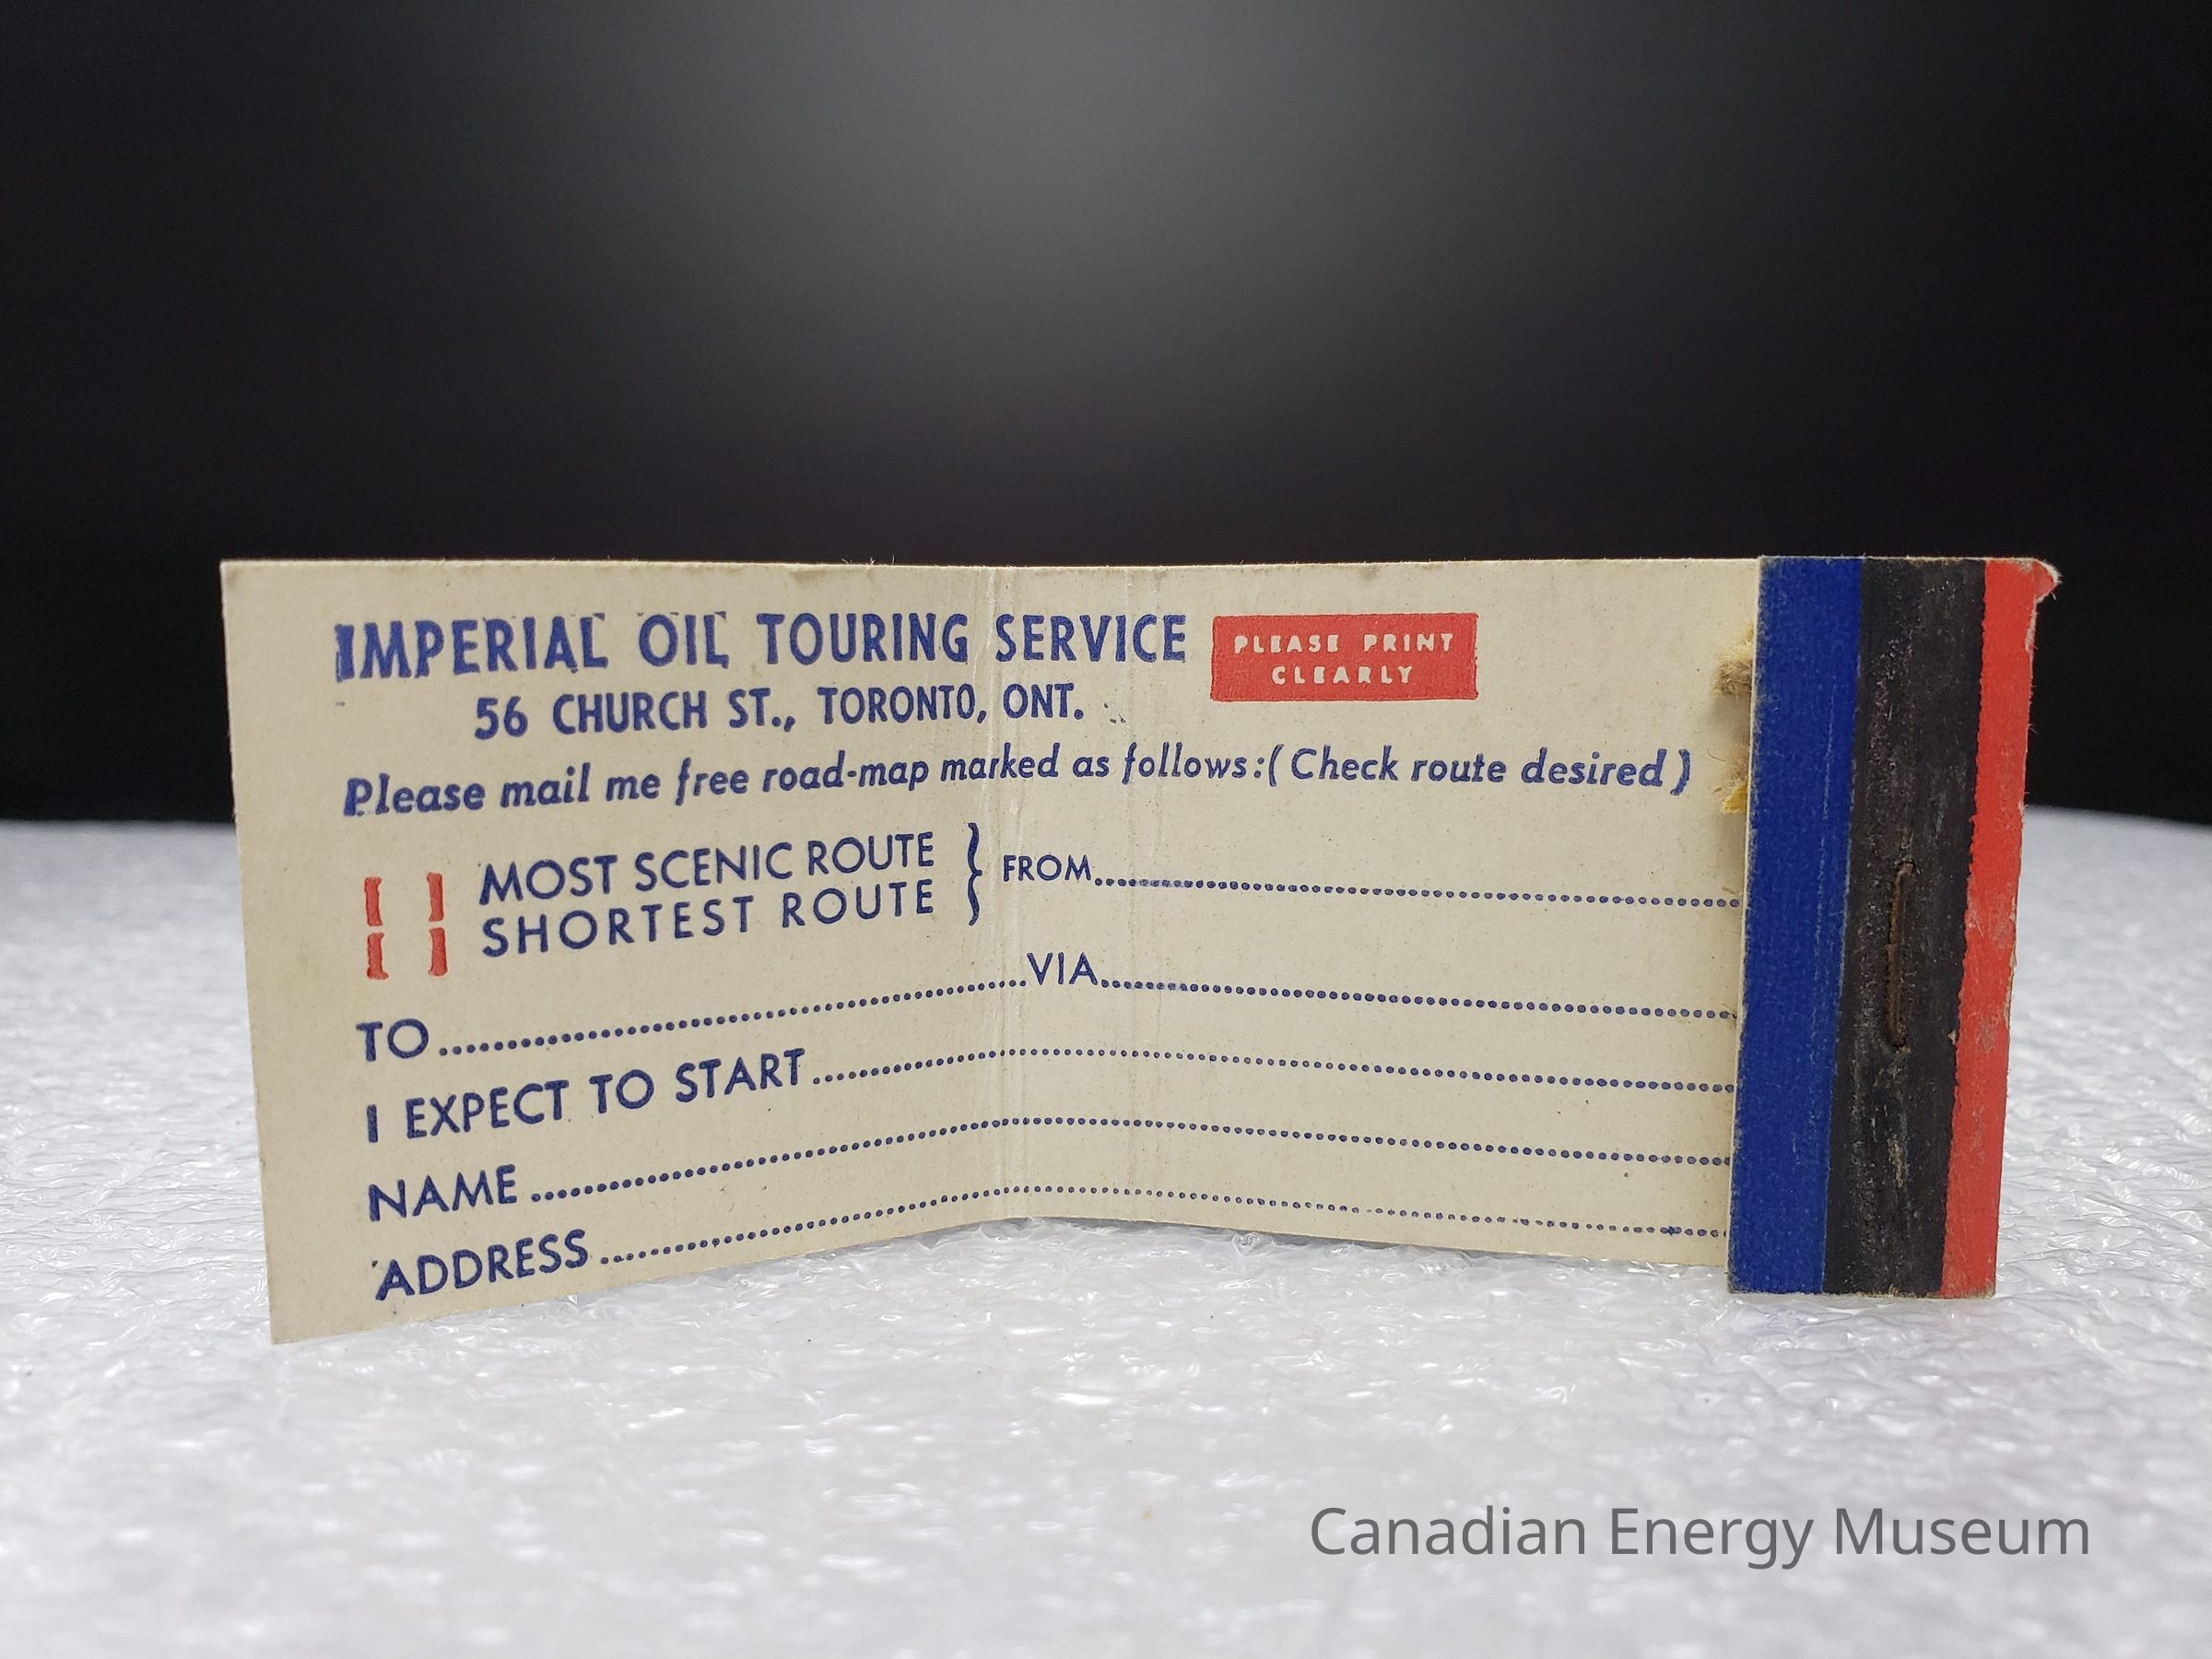 IMPERIAL OIL TOURING SERVICE
PLEASE PRINT
CLEARLY
56 CHURCH ST., TORONTO, ONT.
Please mail me free road-map marked as follows:( Check route desired )
[ ] MOST SCENIC ROUTE
[ ] SHORTEST ROUTE
} FROM
TO VIA
I EXPECT TO START
NAME
ADDRESS
Canadian Energy Museum